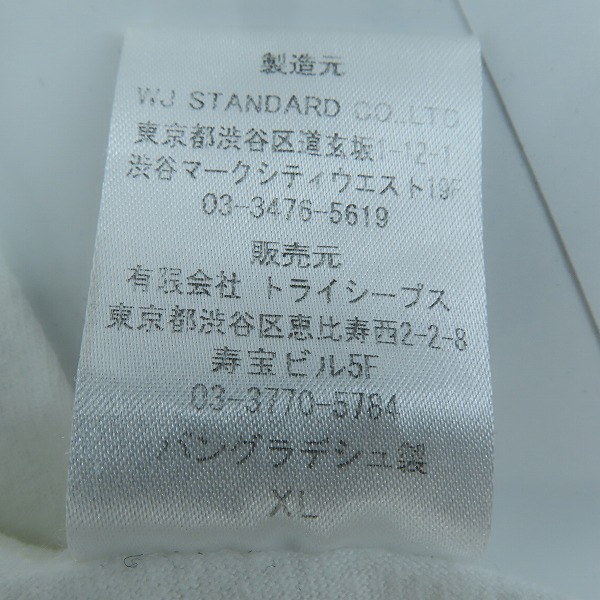 製造元
WJ STANDARD CO.,LTD
東京都渋谷区道玄坂1-12-1
渋谷マークシティウエスト19F
03-3476-5619
販売元
有限会社 トライシープス
東京都渋谷区恵比寿西2-2-8
寿宝ビル5F
03-3770-5784
バングラデシュ製
XL